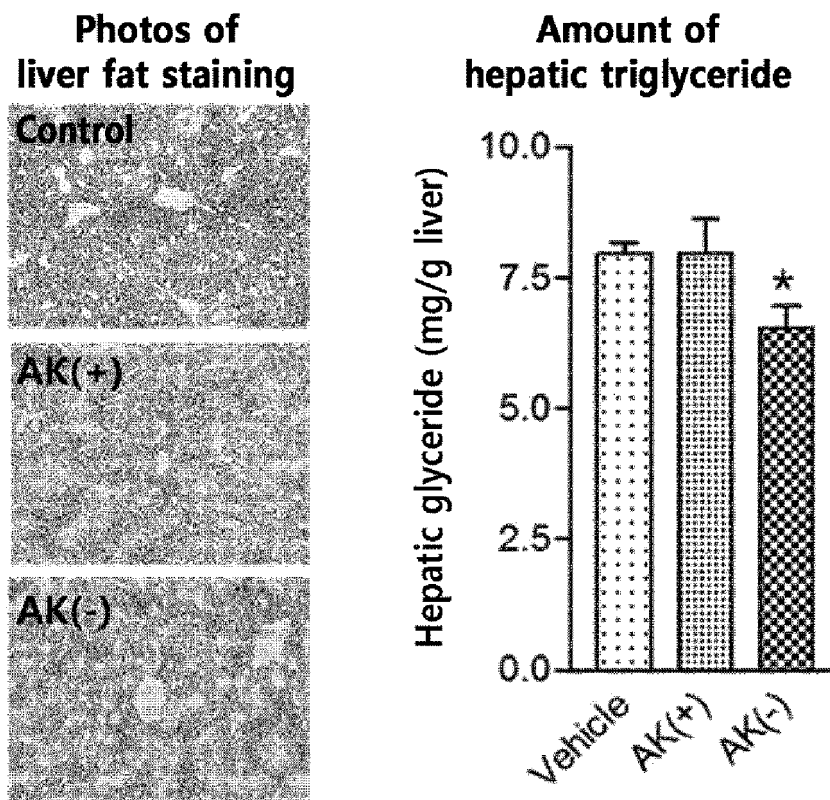 Photos of
liver fat staining
Control
AK(+)
AK(-)
Amount of
hepatic triglyceride
Hepatic glyceride (mg/g liver)
10.0
7.5
5.0
2.5
0.0
*
Vehicle
AK(+)
AK(-)